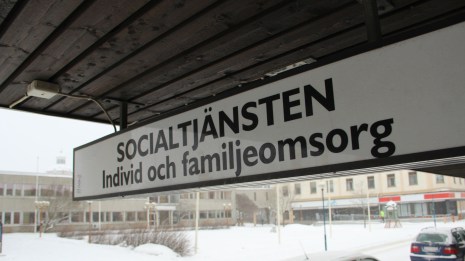 SOCIALTJÄNSTEN
Individ och familjeomsorg